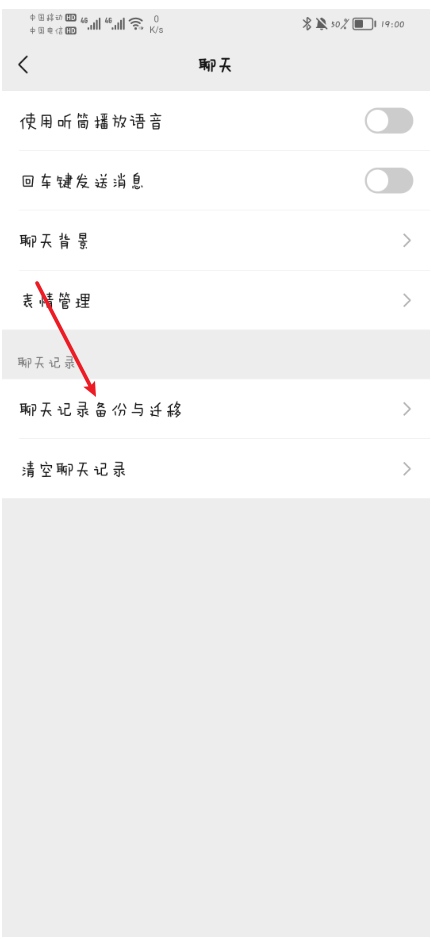 中国移动 HD 4G 4G 0 50% 19:00
中国电信 HD K/s
聊天
使用听筒播放语音
回车键发送消息
聊天背景
表情管理
聊天记录
聊天记录备份与迁移
清空聊天记录